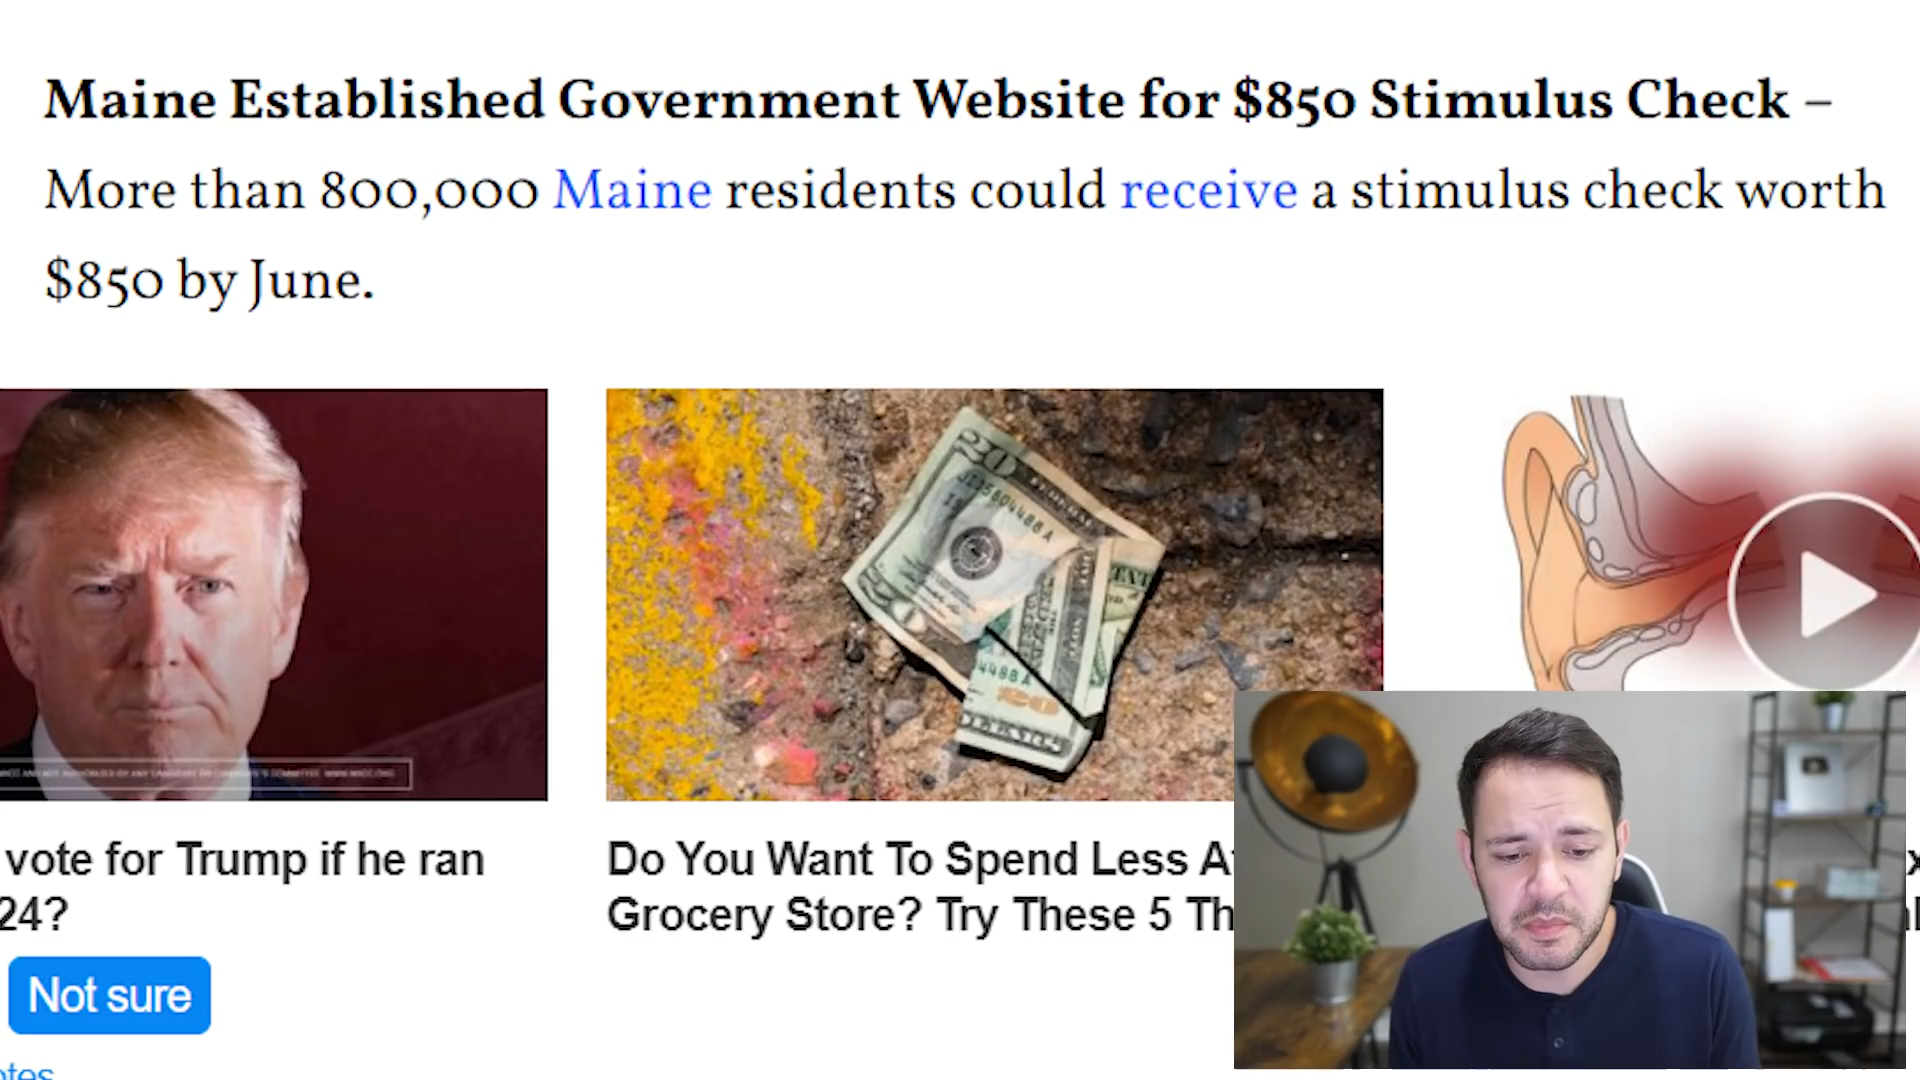 Maine Established Government Website for $850 Stimulus Check –
More than 800,000 Maine residents could receive a stimulus check worth
$850 by June.
vote for Trump if he ran
24?
Not sure
Do You Want To Spend Less
Grocery Store? Try These 5